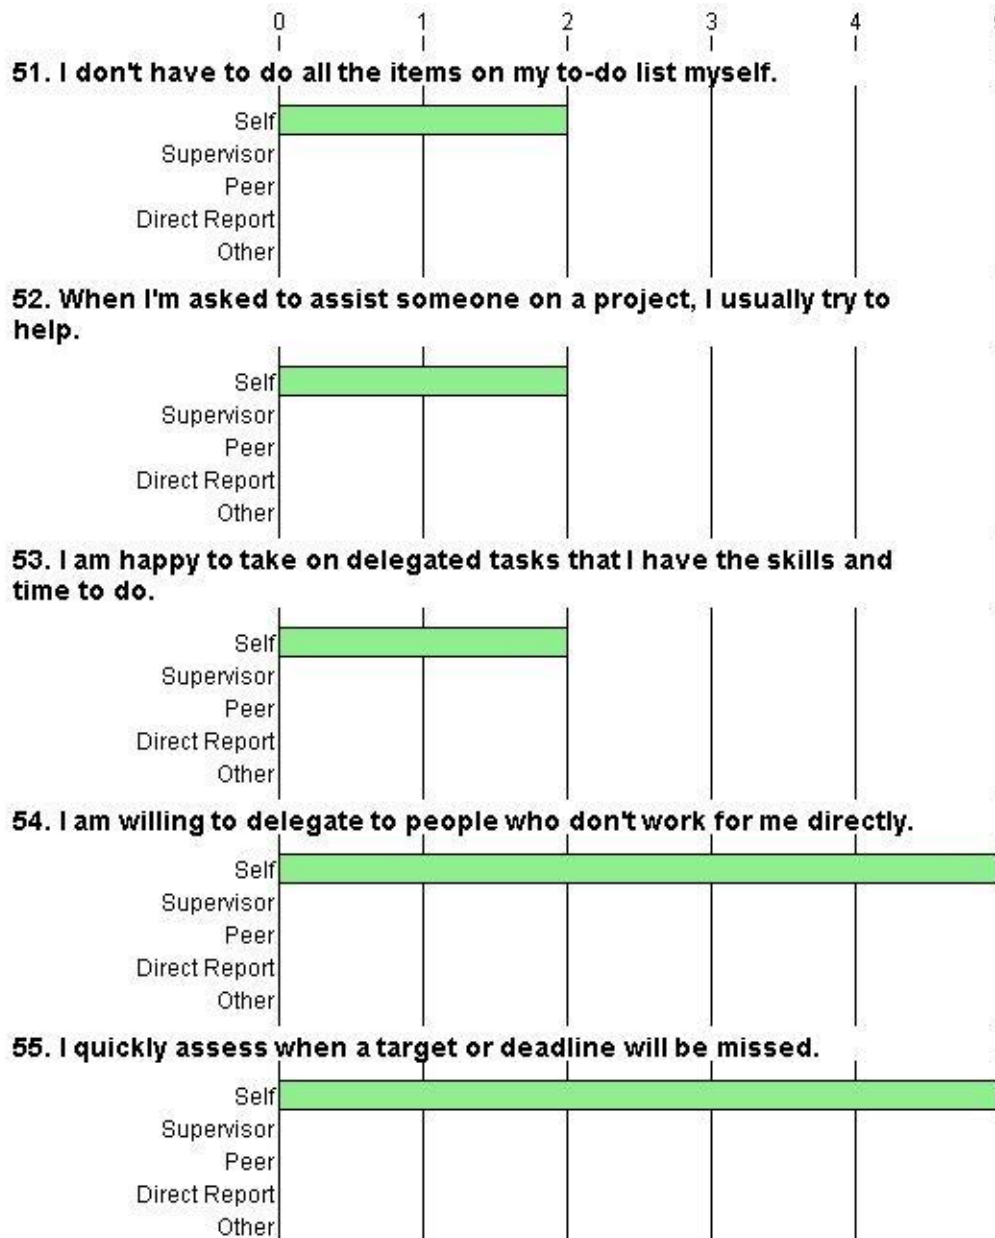 0 1 2 3 4
51. I don't have to do all the items on my to-do list myself.
Self
Supervisor
Peer
Direct Report
Other
52. When I'm asked to assist someone on a project, I usually try to
help.
Self
Supervisor
Peer
Direct Report
Other
53. I am happy to take on delegated tasks that I have the skills and
time to do.
Self
Supervisor
Peer
Direct Report
Other
54. I am willing to delegate to people who don't work for me directly.
Self
Supervisor
Peer
Direct Report
Other
55. I quickly assess when a target or deadline will be missed.
Self
Supervisor
Peer
Direct Report
Other